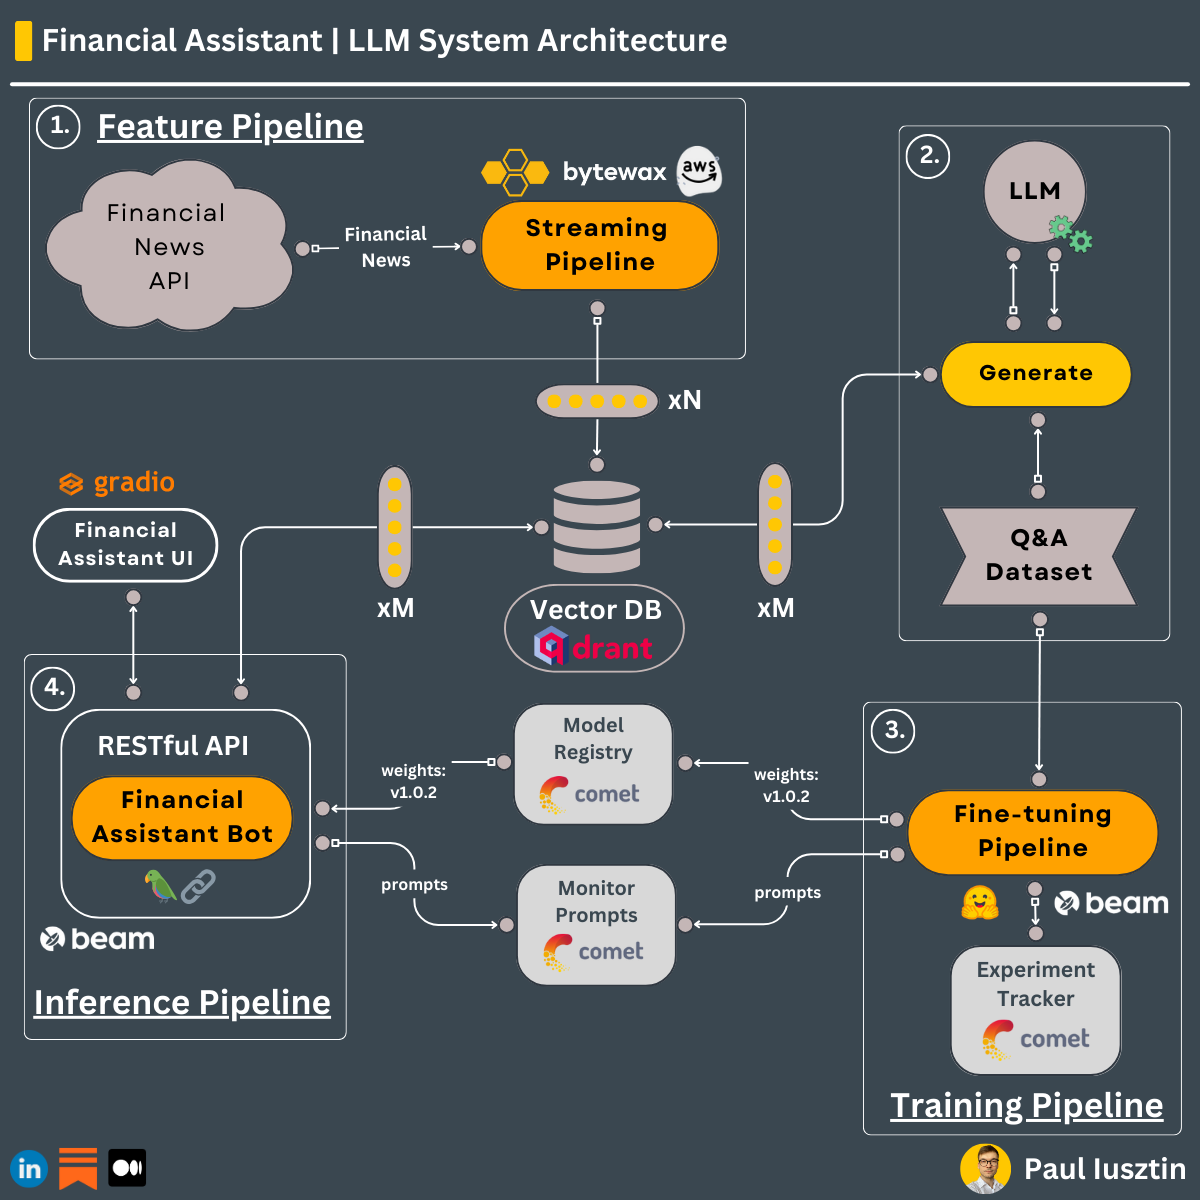 Financial Assistant | LLM System Architecture
1.
Feature Pipeline
bytewax
aws
Financial
News
API
Financial
News
Streaming
Pipeline
xN
2.
LLM
Generate
Q&A
Dataset
gradio
Financial
Assistant UI
xM
xM
Vector DB
qdrant
4.
RESTful API
Financial
Assistant Bot
beam
Inference Pipeline
weights:
v1.0.2
prompts
Model
Registry
comet
Monitor
Prompts
comet
weights:
v1.0.2
prompts
3.
Fine-tuning
Pipeline
beam
Experiment
Tracker
comet
Training Pipeline
in
Paul Iusztin